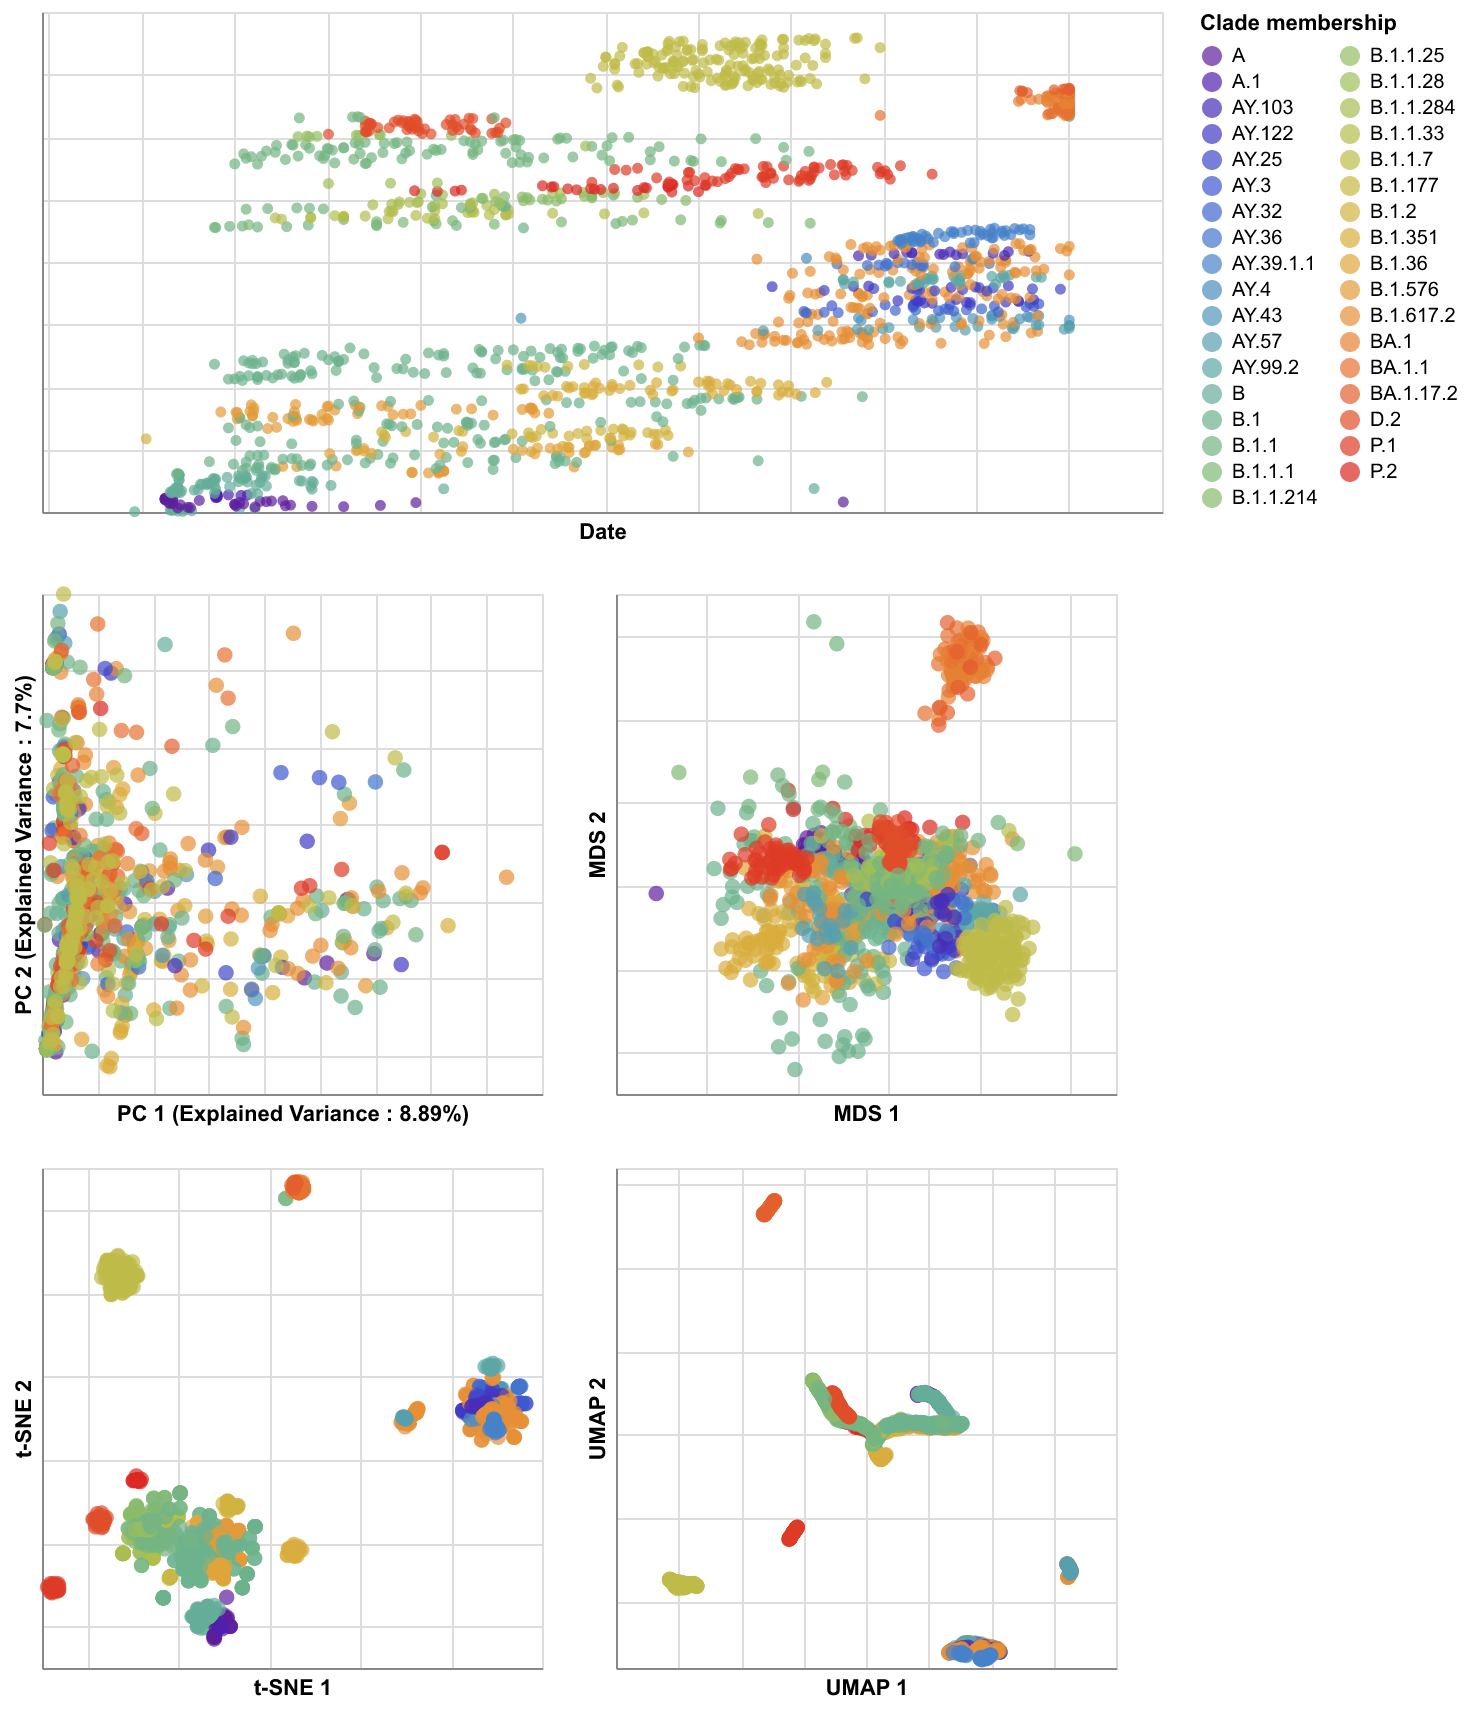 Clade membership
A
A.1
AY.103
AY.122
AY.25
AY.3
AY.32
AY.36
AY.39.1.1
AY.4
AY.43
AY.57
AY.99.2
B
B.1
B.1.1
B.1.1.1
B.1.1.214
B.1.1.25
B.1.1.28
B.1.1.284
B.1.1.33
B.1.1.7
B.1.177
B.1.2
B.1.351
B.1.36
B.1.576
B.1.617.2
BA.1
BA.1.1
BA.1.17.2
D.2
P.1
P.2
Date
PC 2 (Explained Variance : 7.7%)
PC 1 (Explained Variance : 8.89%)
MDS 2
MDS 1
t-SNE 2
t-SNE 1
UMAP 2
UMAP 1